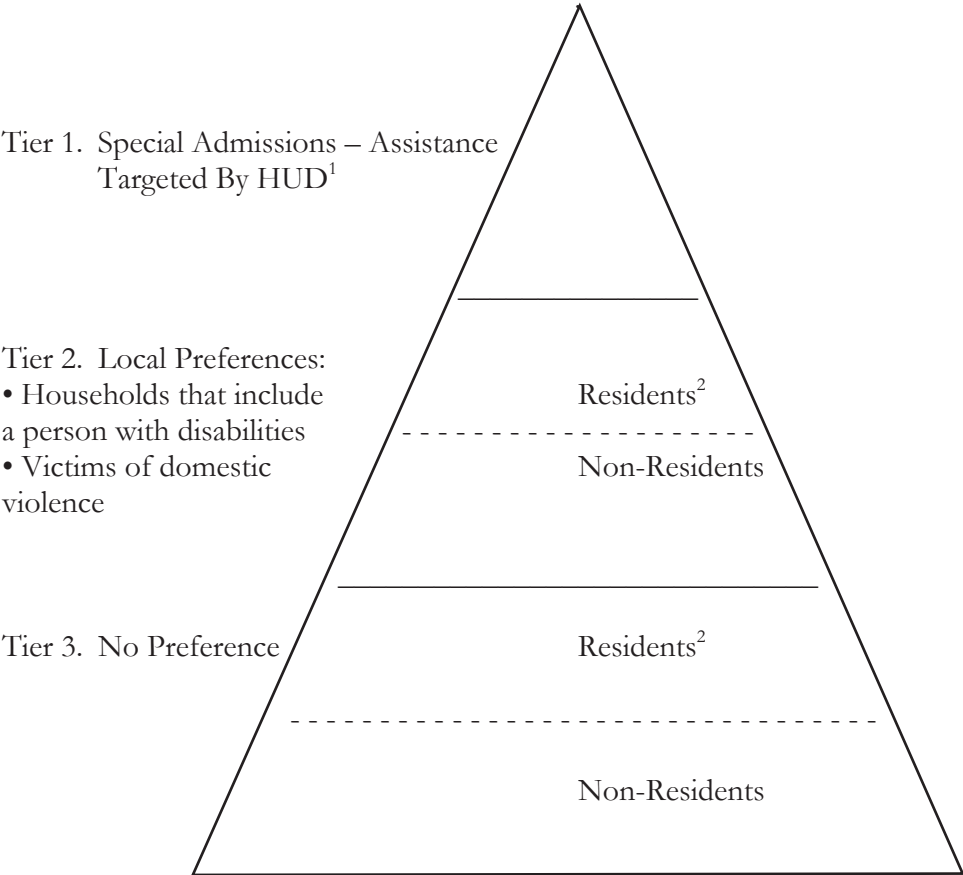 Tier 1.  Special Admissions – Assistance
Targeted By HUD¹
Tier 2.  Local Preferences:
• Households that include
a person with disabilities
• Victims of domestic
violence
Residents²
Non-Residents
Tier 3.  No Preference
Residents²
Non-Residents